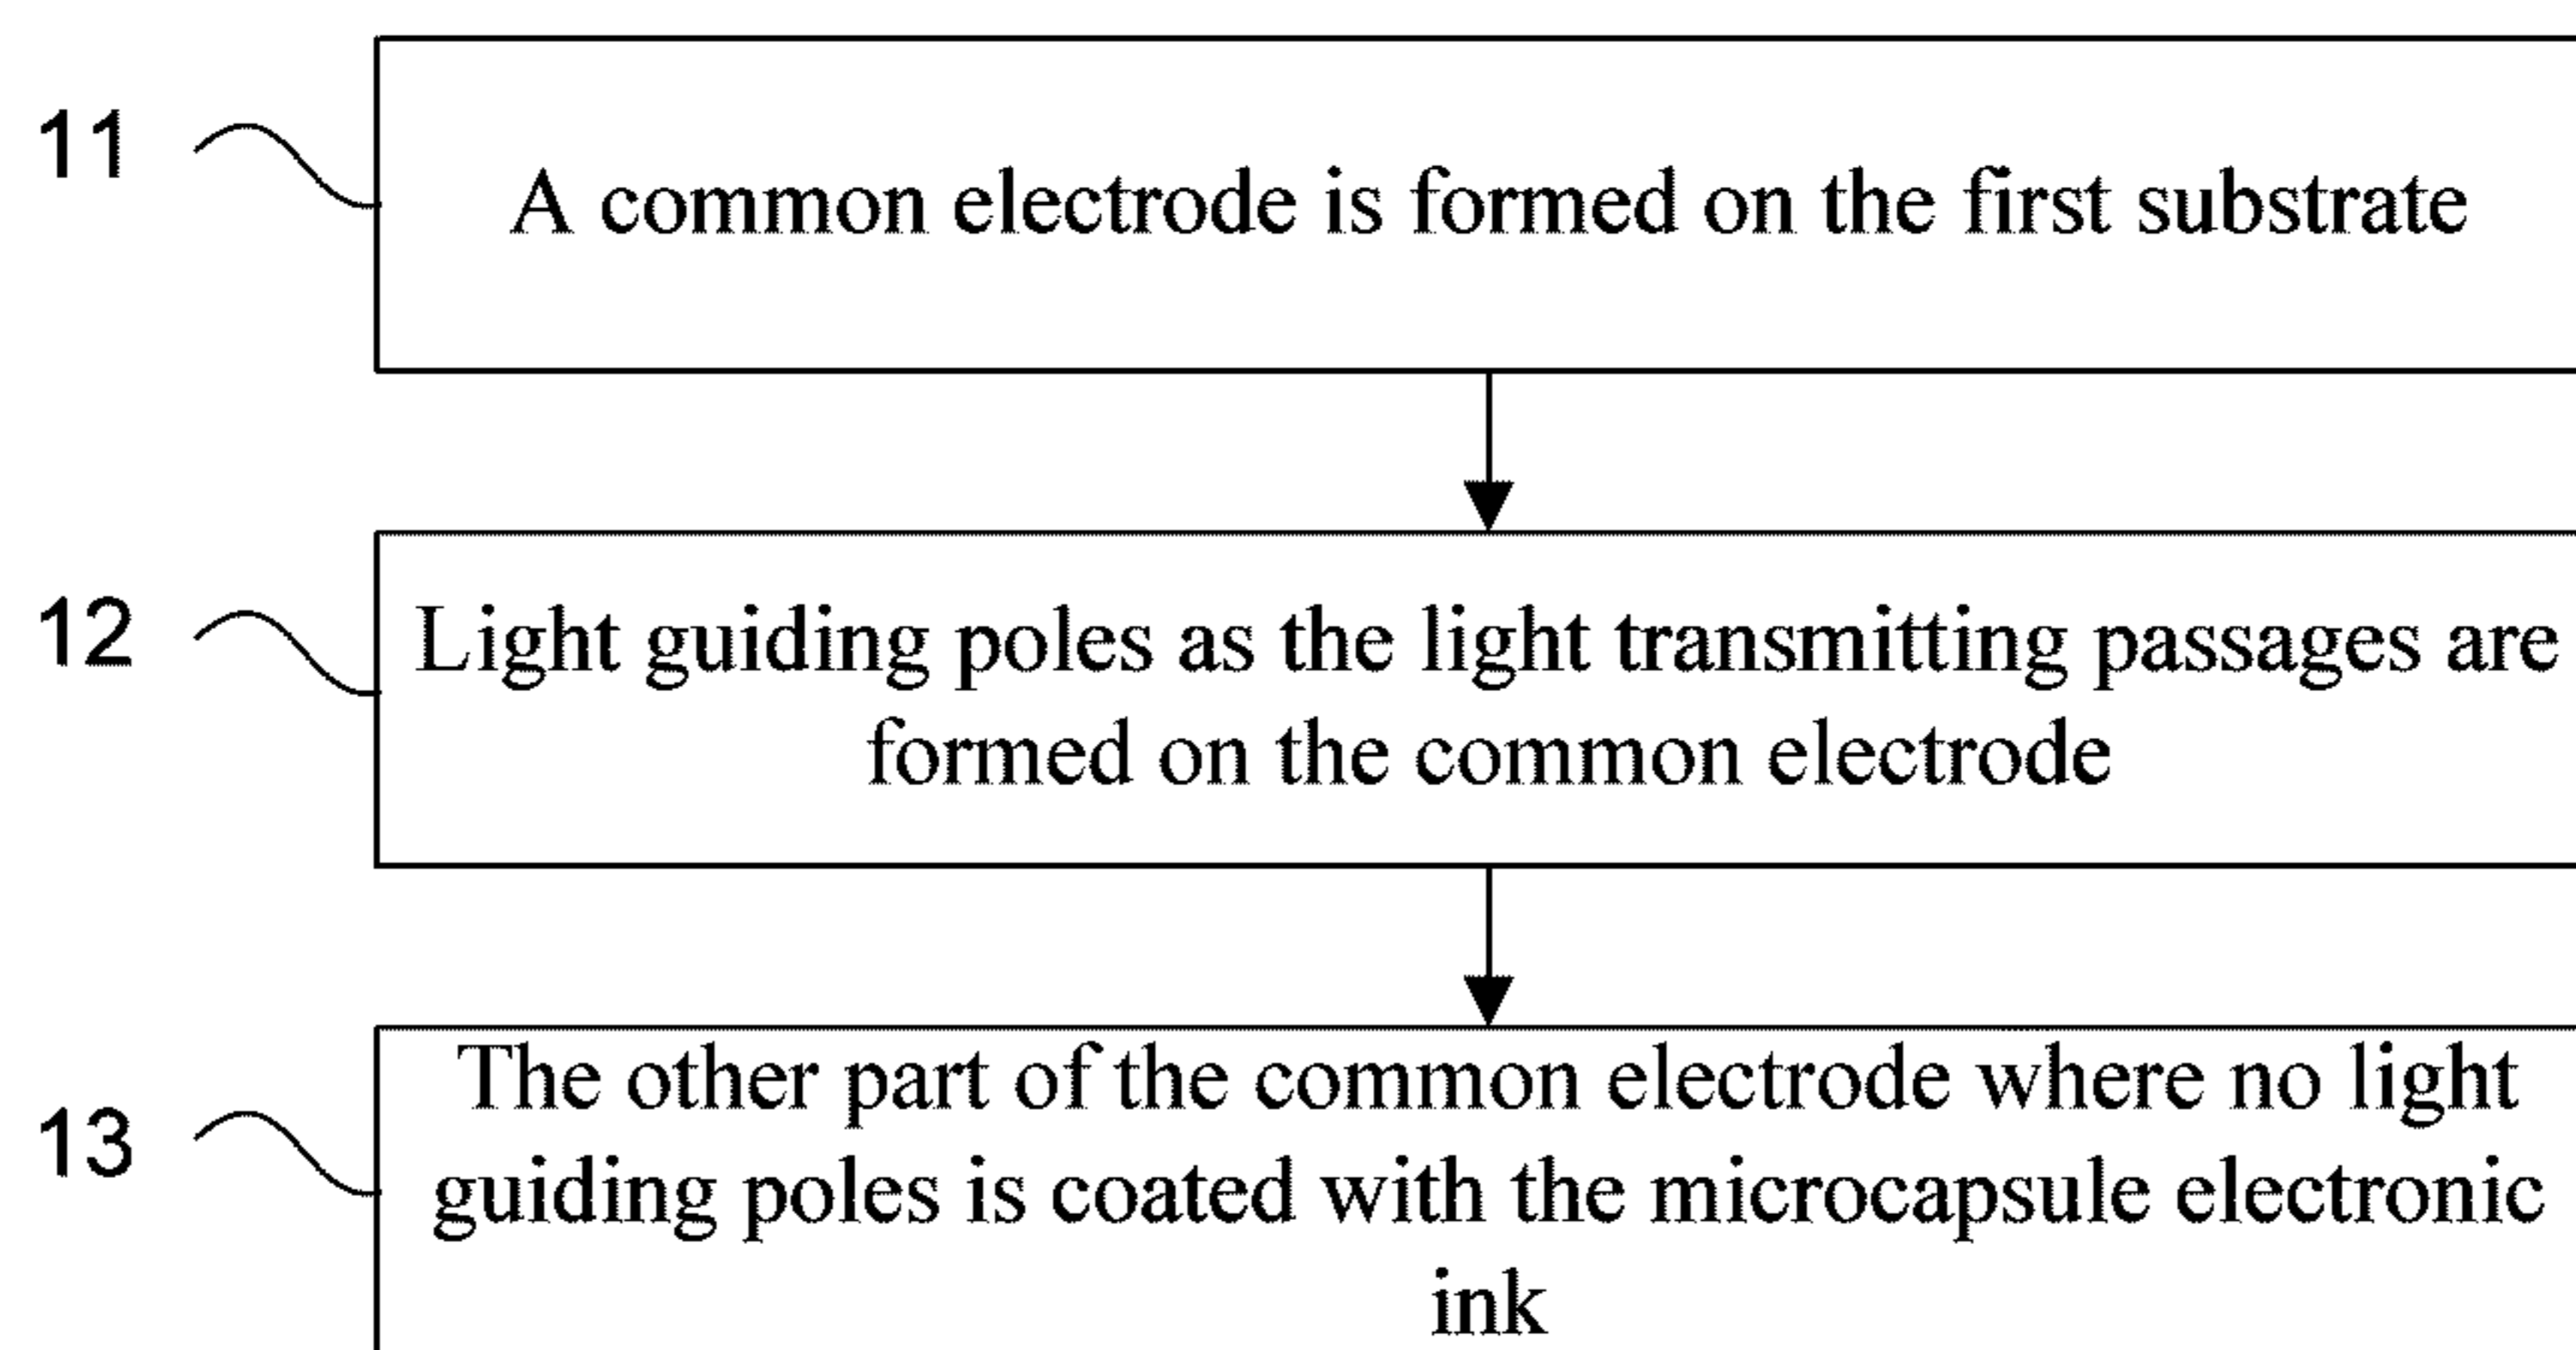 11
A common electrode is formed on the first substrate
12
Light guiding poles as the light transmitting passages are
formed on the common electrode
13
The other part of the common electrode where no light
guiding poles is coated with the microcapsule electronic
ink